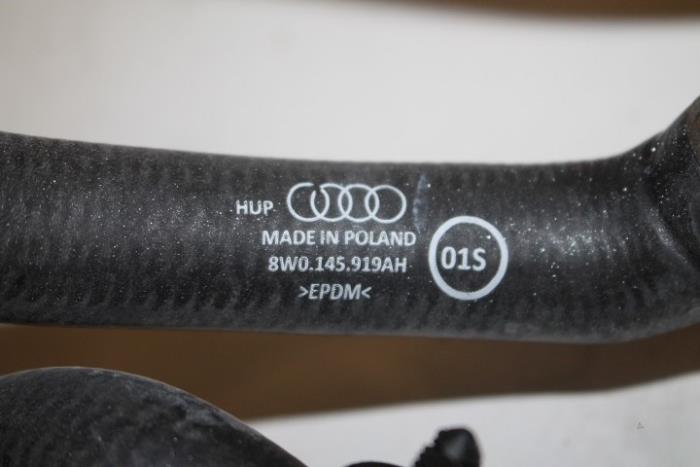 HUP
MADE IN POLAND
8W0.145.919AH
>EPDM<
01S